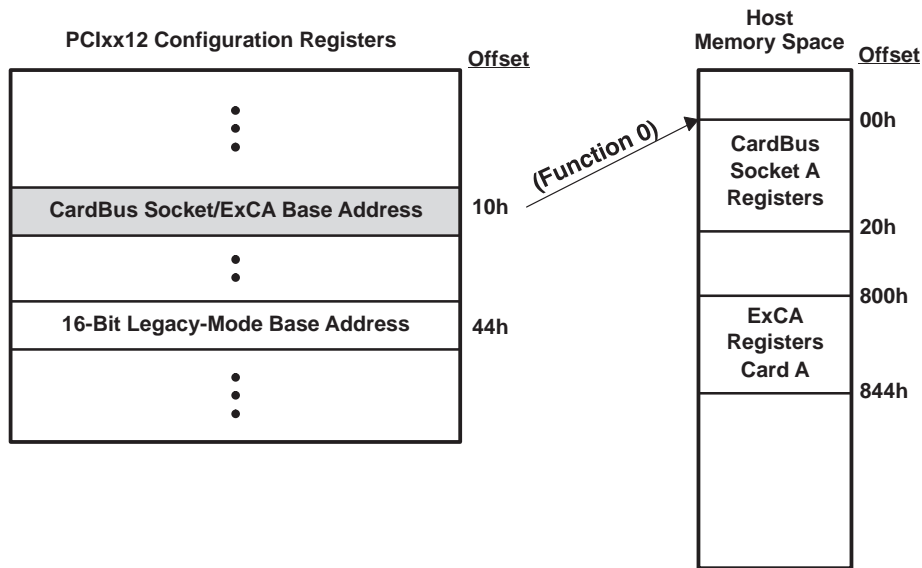 PCIxx12 Configuration Registers
Offset
CardBus Socket/ExCA Base Address
10h
16-Bit Legacy-Mode Base Address
44h
(Function 0)
Host
Memory Space
Offset
00h
CardBus
Socket A
Registers
20h
800h
ExCA
Registers
Card A
844h